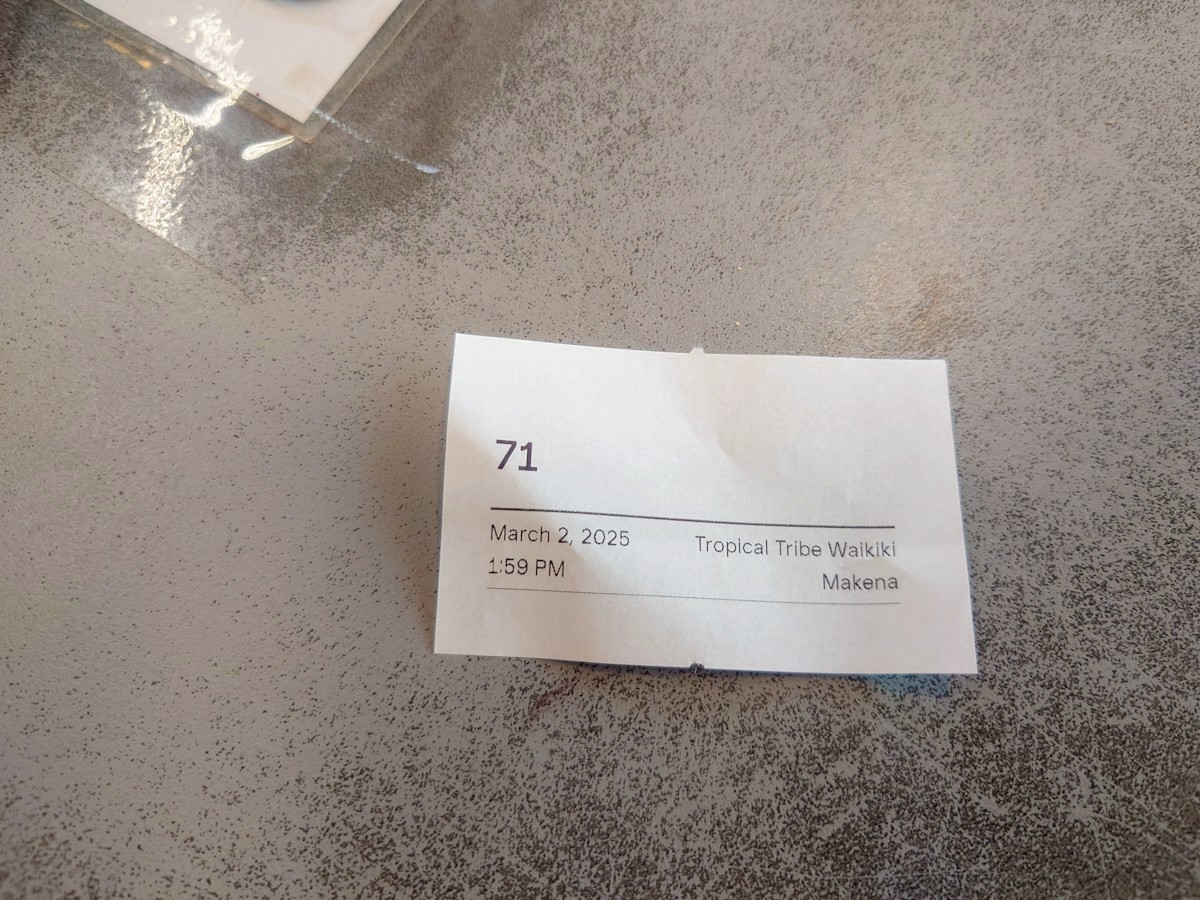 71
March 2, 2025
Tropical Tribe Waikiki
1:59 PM
Makena